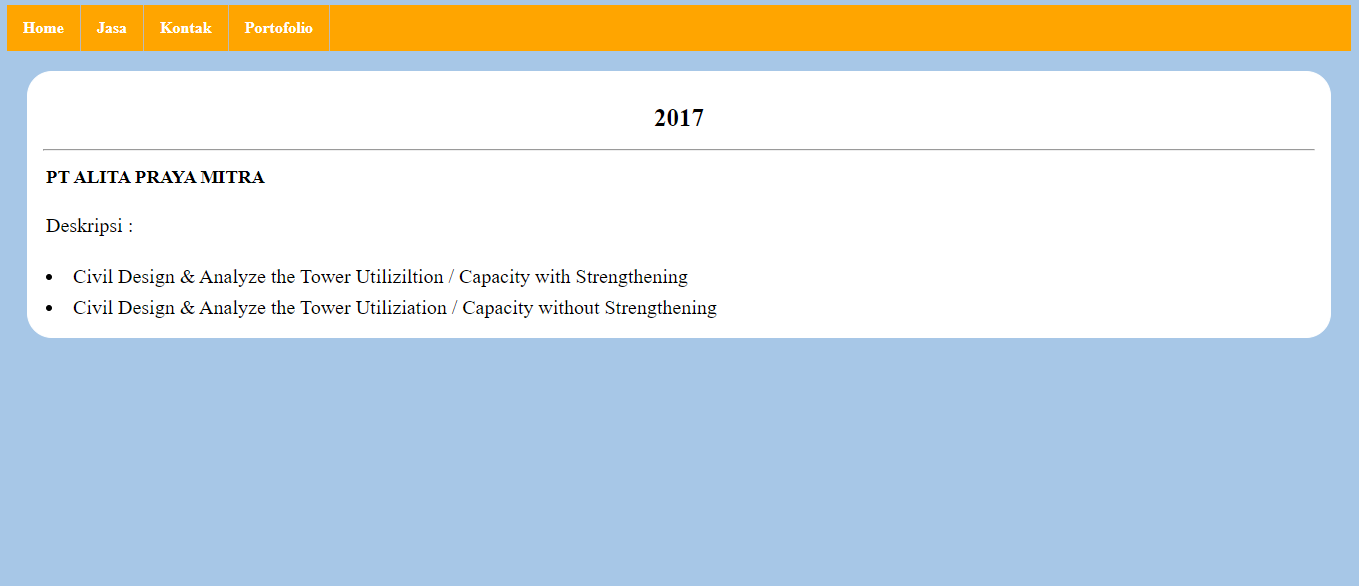 Home Jasa Kontak Portofolio
2017
PT ALITA PRAYA MITRA
Deskripsi :
• Civil Design & Analyze the Tower Utiliziltion / Capacity with Strengthening
• Civil Design & Analyze the Tower Utiliziation / Capacity without Strengthening